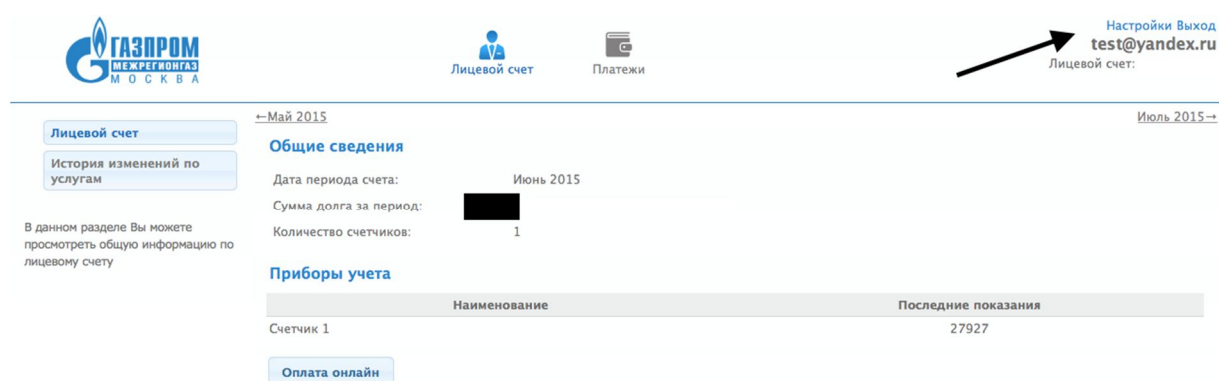 ГАЗПРОМ
МЕЖРЕГИОНГАЗ
МОСКВА
Лицевой счет
Платежи
Настройки Выход
test@yandex.ru
Лицевой счет:
←Май 2015
Июль 2015→
Лицевой счет
История изменений по
услугам
В данном разделе Вы можете
просмотреть общую информацию по
лицевому счету
Общие сведения
Дата периода счета: Июнь 2015
Сумма долга за период:
Количество счетчиков: 1
Приборы учета
Наименование Последние показания
Счетчик 1 27927
Оплата онлайн